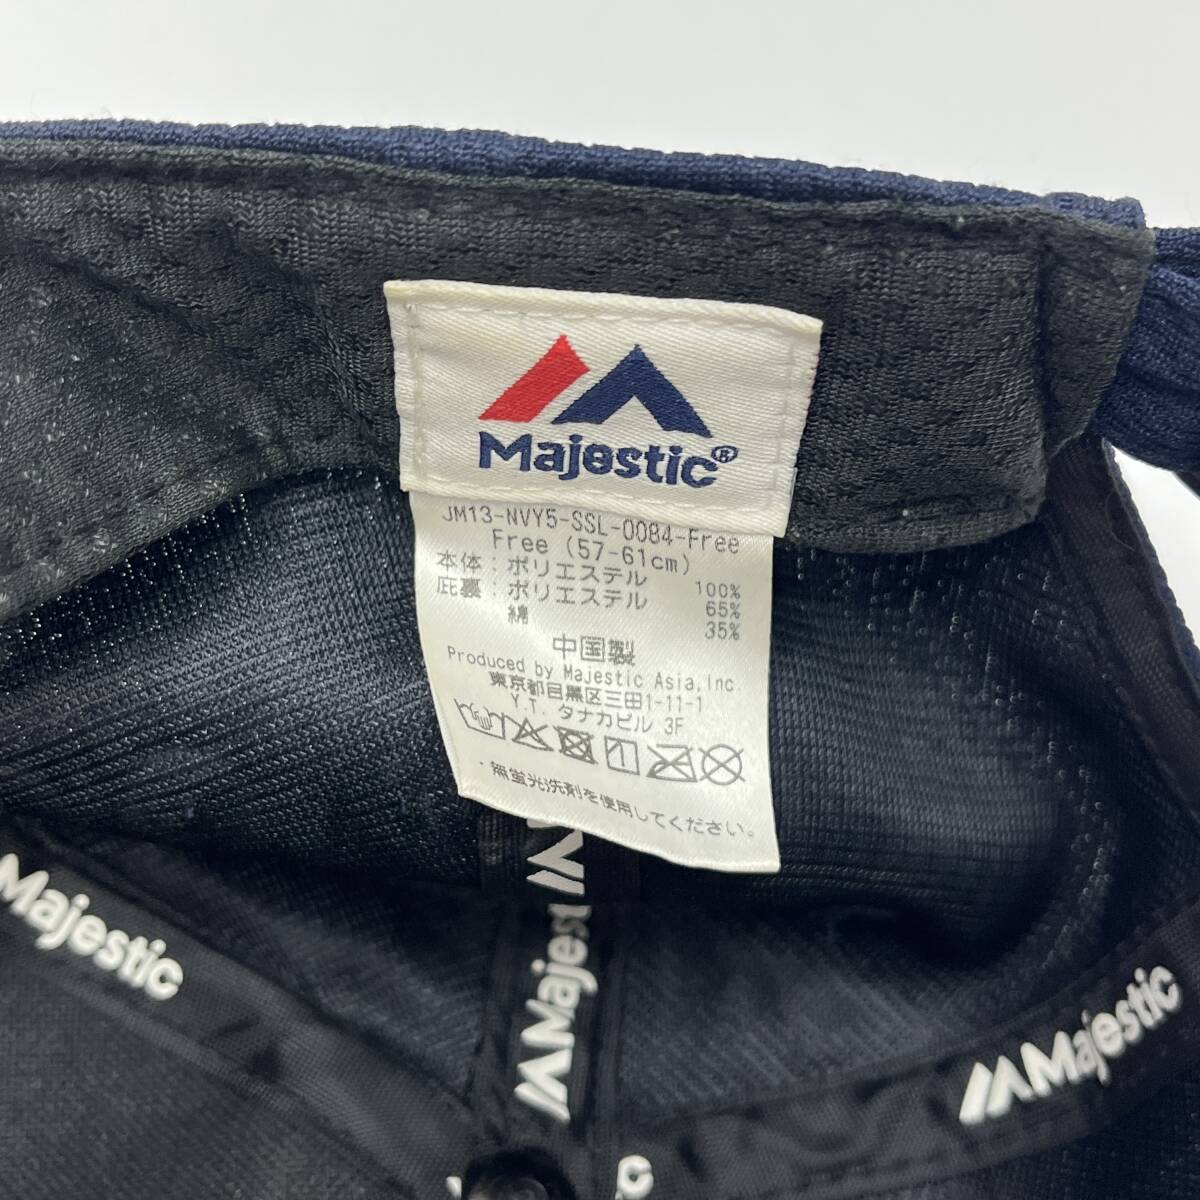 Majestic®
JM13-NVY5-SSL-0084-Free
Free (57-61cm)
本体：ポリエステル 100%
庇裏：ポリエステル 65%
綿 35%
中国製
Produced by Majestic Asia,Inc.
東京都目黒区三田1-11-1
Y.T. タナカビル 3F
・無蛍光洗剤を使用してください。
Majestic
Majest
Majestic